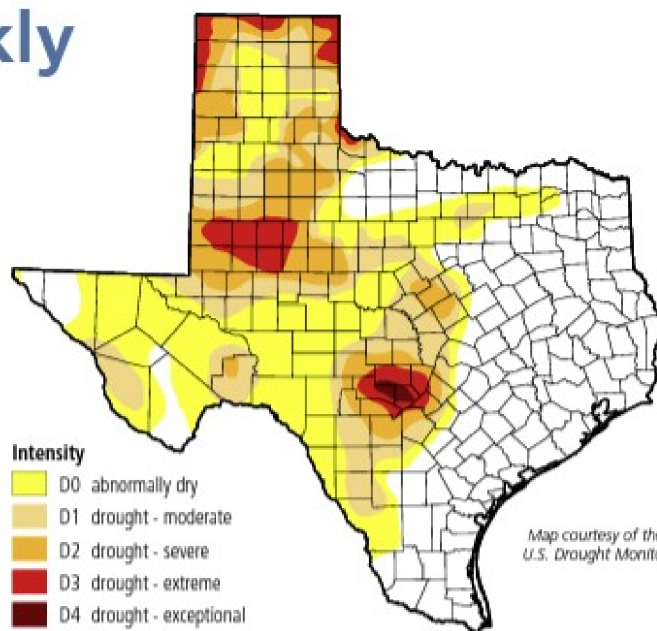 kly
Intensity
D0 abnormally dry
D1 drought - moderate
D2 drought - severe
D3 drought - extreme
D4 drought - exceptional
Map courtesy of the
U.S. Drought Monito